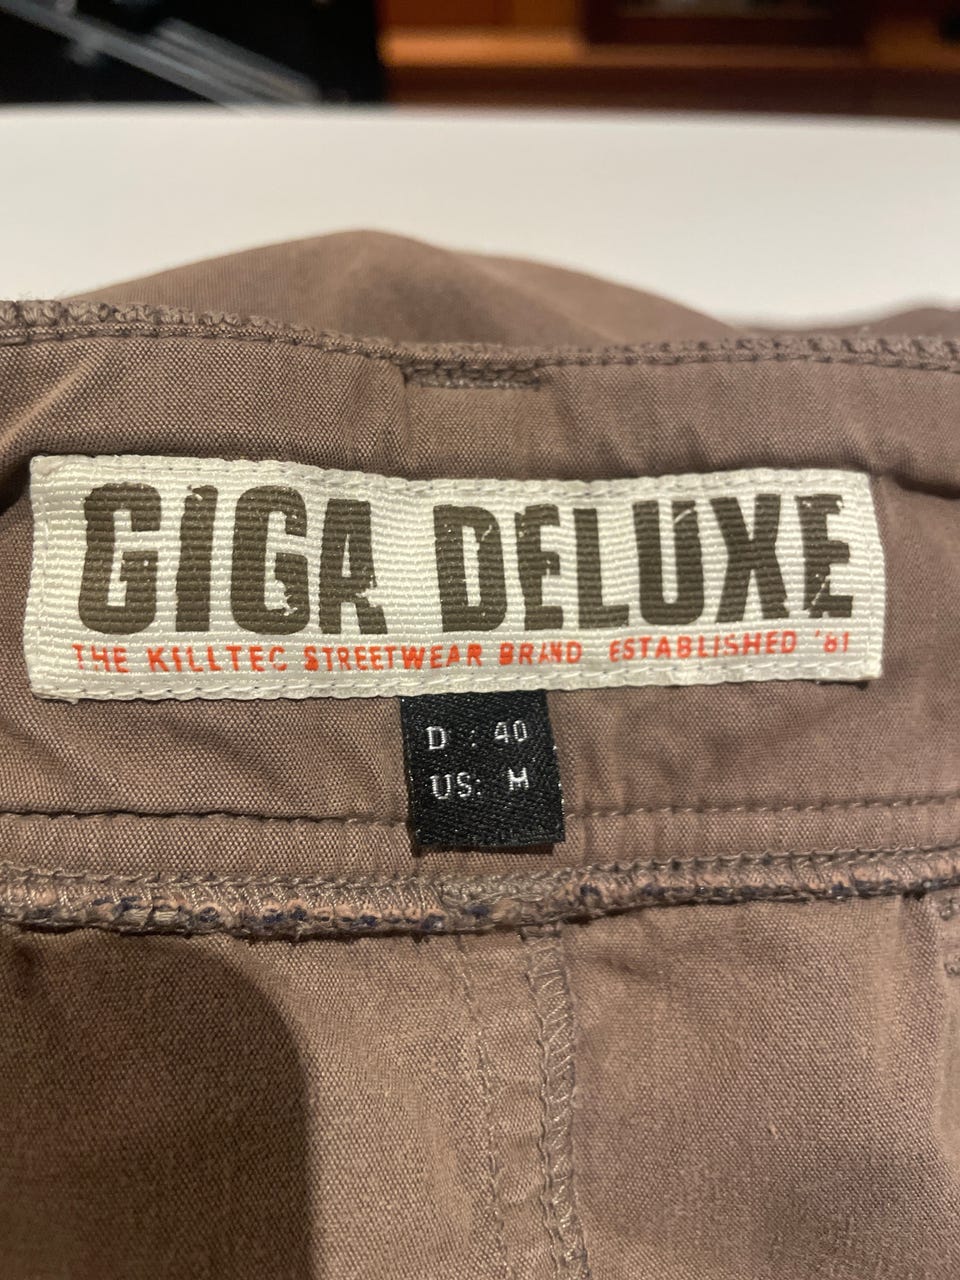 GIGA DELUXE
THE KILLTEC STREETWEAR BRAND ESTABLISHED '81
D : 40
US: M